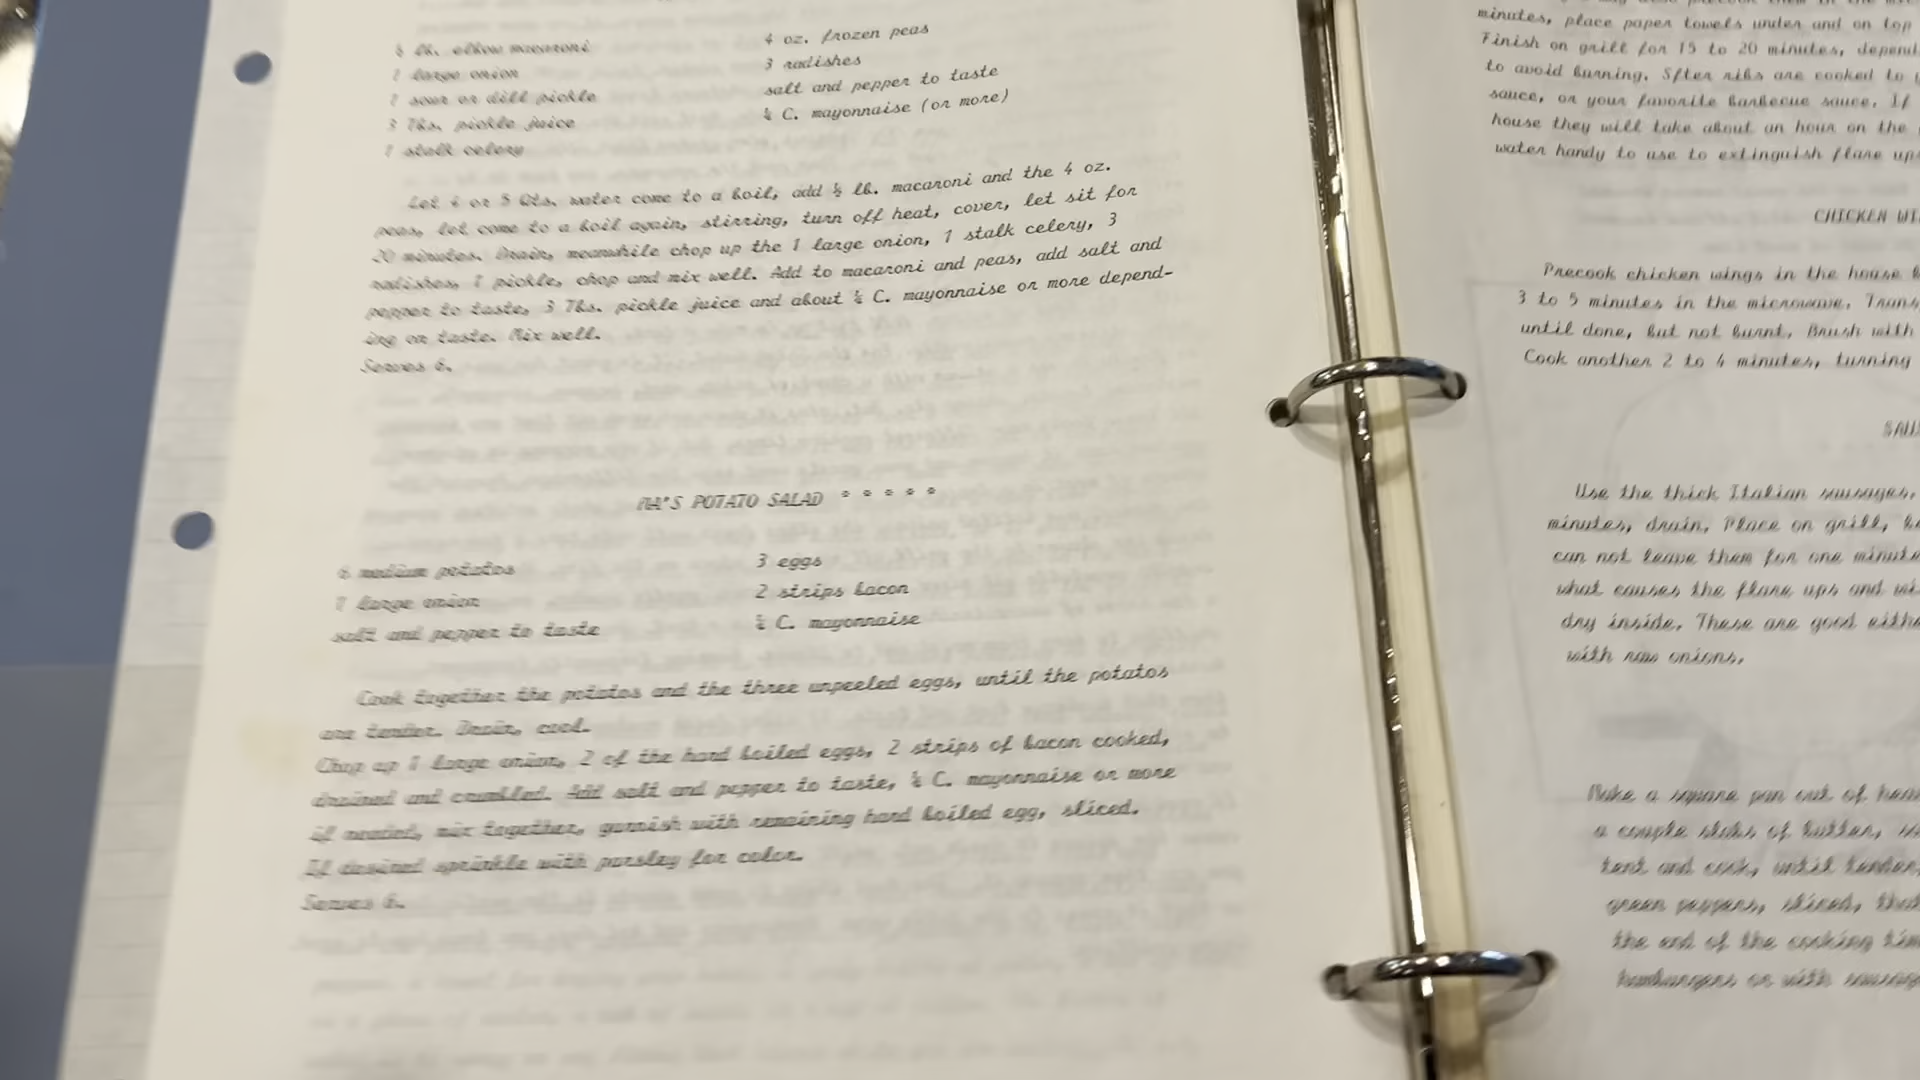 ½ lb. elbow macaroni
1 large onion
1 sour or dill pickle
3 Tbs. pickle juice
1 stalk celery
4 oz. frozen peas
3 radishes
salt and pepper to taste
C. mayonnaise (or more)
Let 4 or 5 Qts. water come to a boil, add ½ lb. macaroni and the 4 oz.
peas, let come to a boil again, stirring, turn off heat, cover, let sit for
20 minutes. Drain, meanwhile chop up the 1 large onion, 1 stalk celery, 3
radishes, 1 pickle, chop and mix well. Add to macaroni and peas, add salt and
pepper to taste, 3 Tbs. pickle juice and about C. mayonnaise or more depend-
ing on taste. Mix well.
Serves 6.
MA'S POTATO SALAD * * * * *
6 medium potatos
1 large onion
salt and pepper to taste
3 eggs
2 strips bacon
C. mayonnaise
Cook together the potatos and the three unpeeled eggs, until the potatos
are tender. Drain, cool.
Chop up 1 large onion, 2 of the hard boiled eggs, 2 strips of bacon cooked,
drained and crumbled. Add salt and pepper to taste, C. mayonnaise or more
if needed, mix together, garnish with remaining hard boiled egg, sliced.
If desired sprinkle with parsley for color.
Serves 6.
minutes, place paper towels under and on top
Finish on grill for 15 to 20 minutes, depend
to avoid burning. Sfter ribs are cooked to
sauce, or your favorite barbecue sauce. If
house they will take about an hour on the
water handy to use to extinguish flare up
CHICKEN WI
Precook chicken wings in the house
3 to 5 minutes in the microwave. Trans
until done, but not burnt. Brush with
Cook another 2 to 4 minutes, turning
Use the thick Italian sausages,
minutes, drain. Place on grill,
can not leave them for one minute
what causes the flare ups and
dry inside. These are good eithe
with raw onions.
Make a square pan out of heav
a couple slabs of butter,
tent and cook, until tender,
green peppers, sliced, that
the end of the cooking tim
hamburgers or with sausag